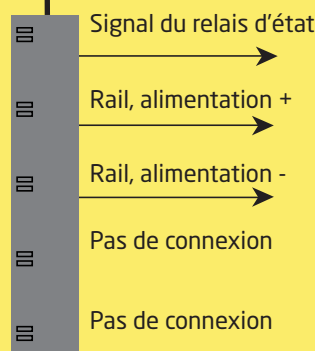 Signal du relais d'état
Rail, alimentation +
Rail, alimentation -
Pas de connexion
Pas de connexion